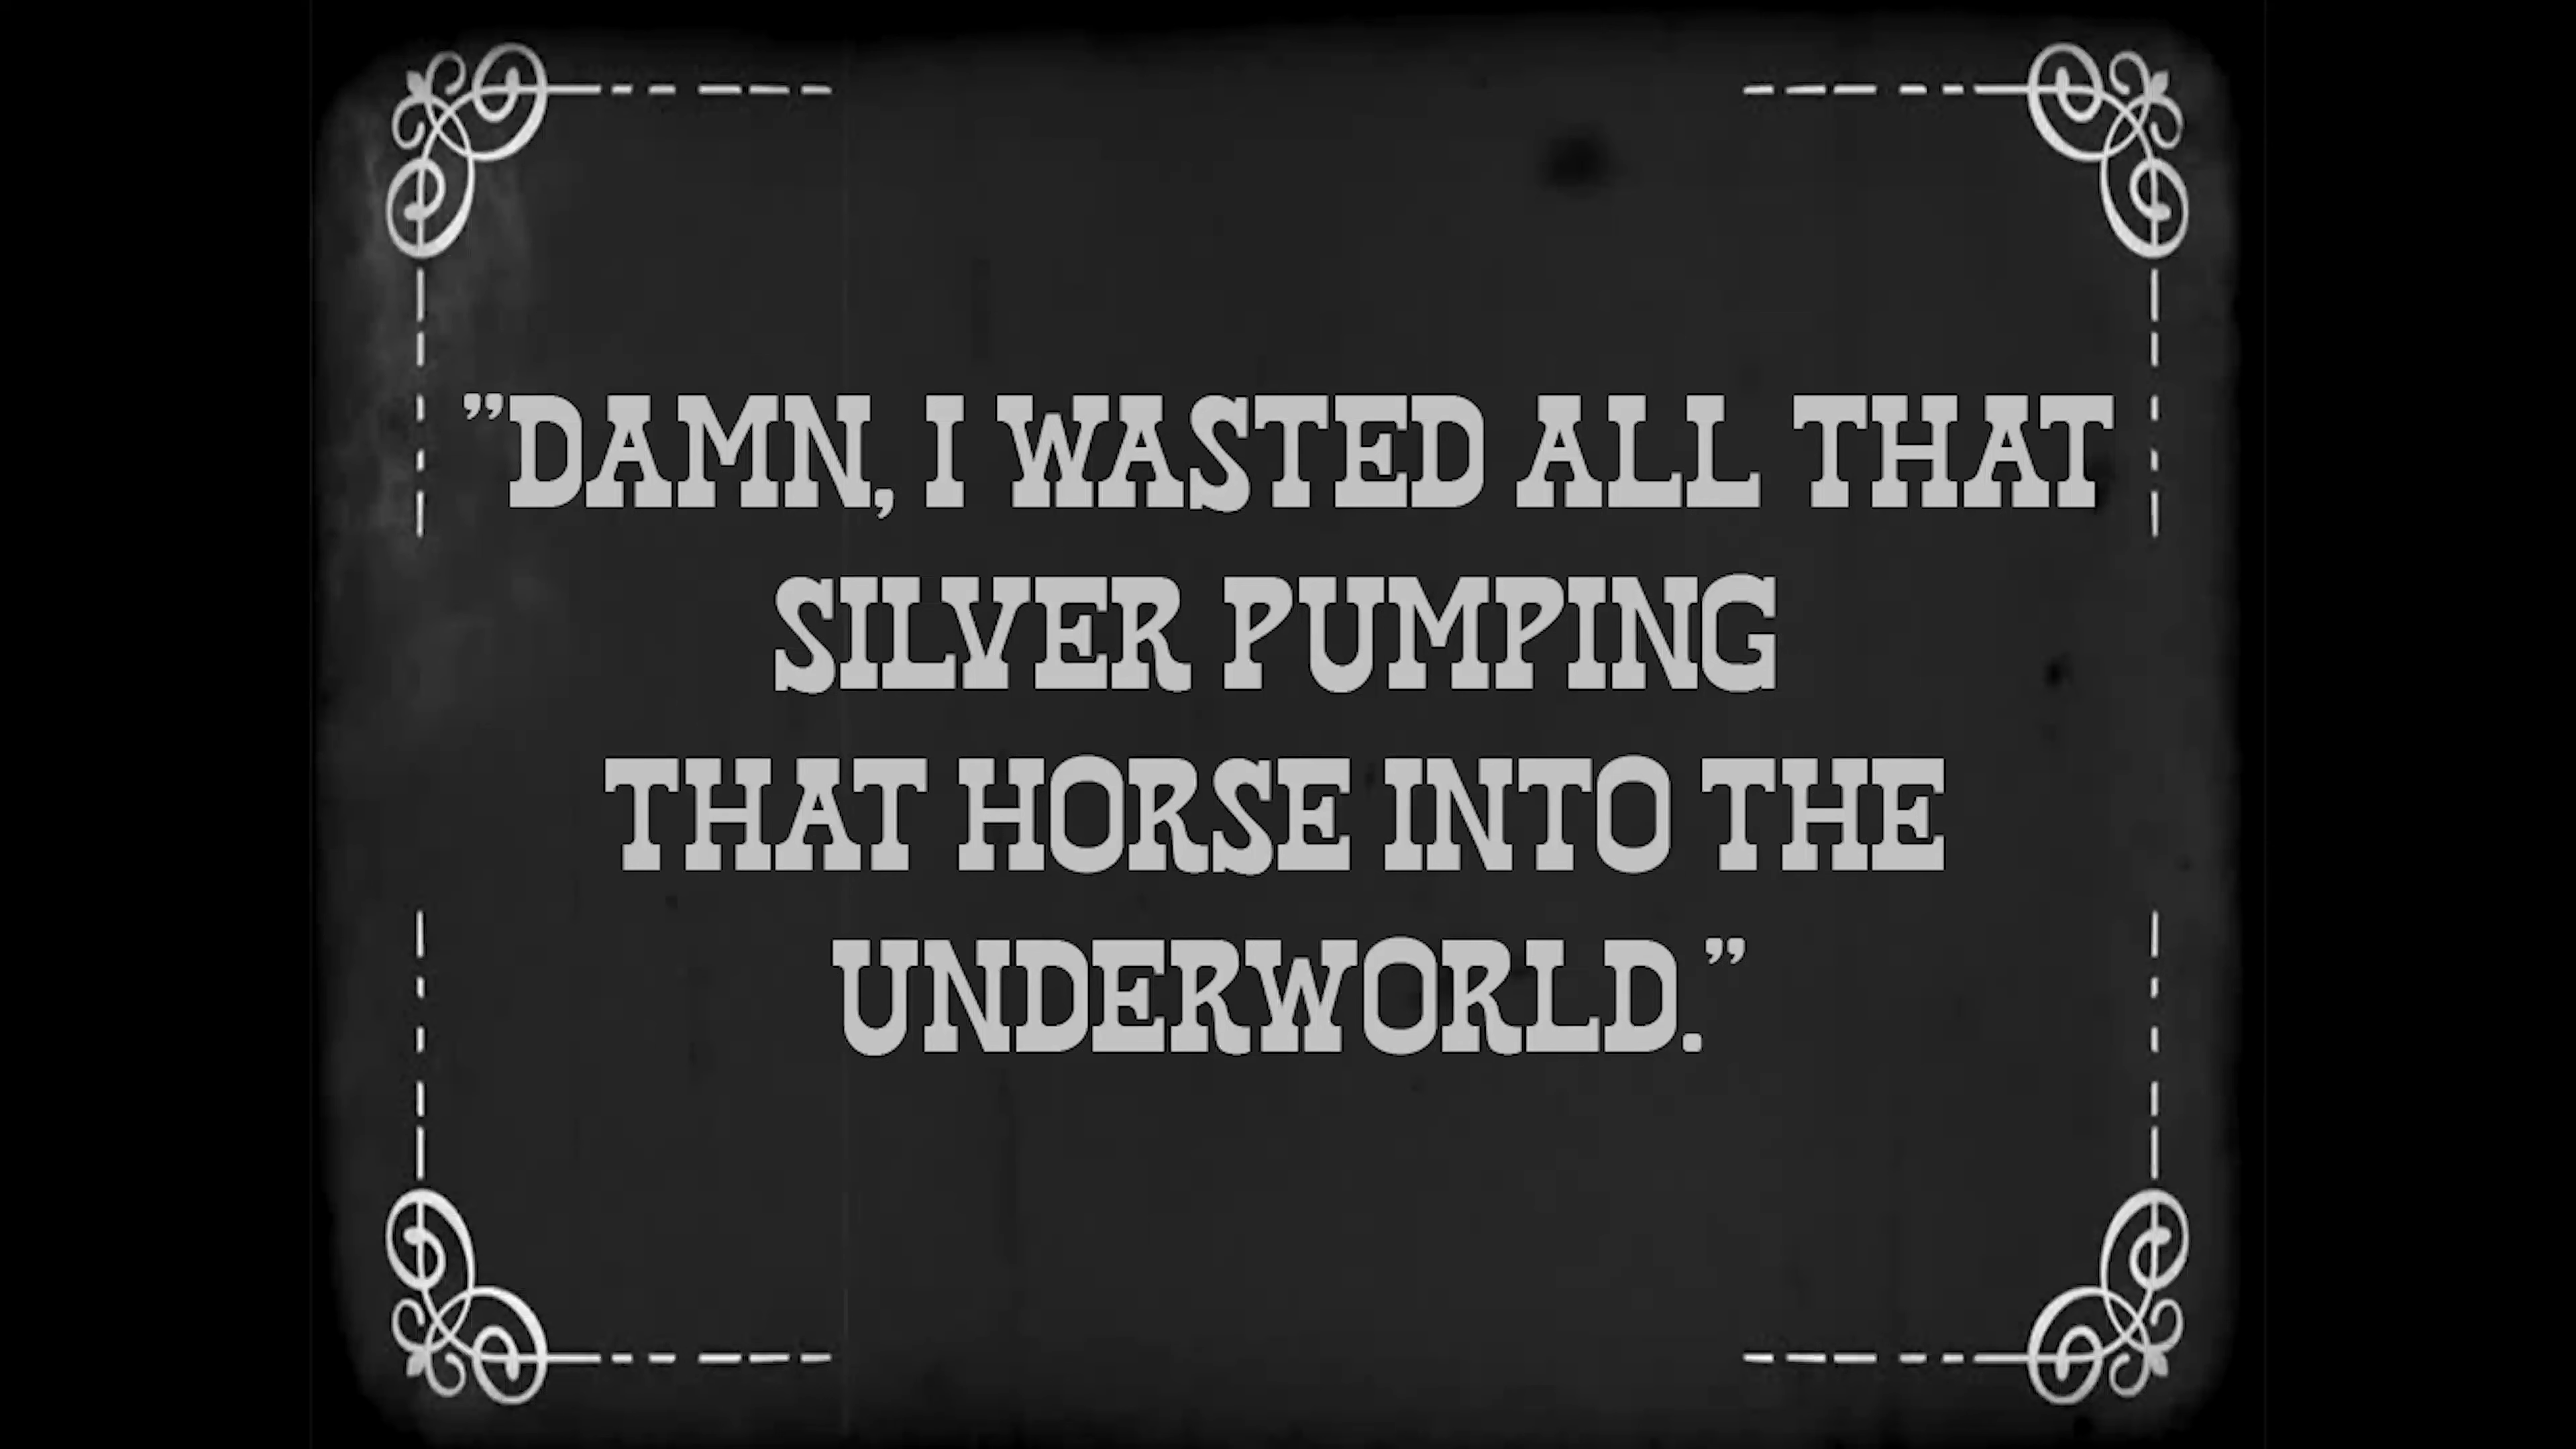 ”DAMN, I WASTED ALL THAT
SILVER PUMPING
THAT HORSE INTO THE
UNDERWORLD.”